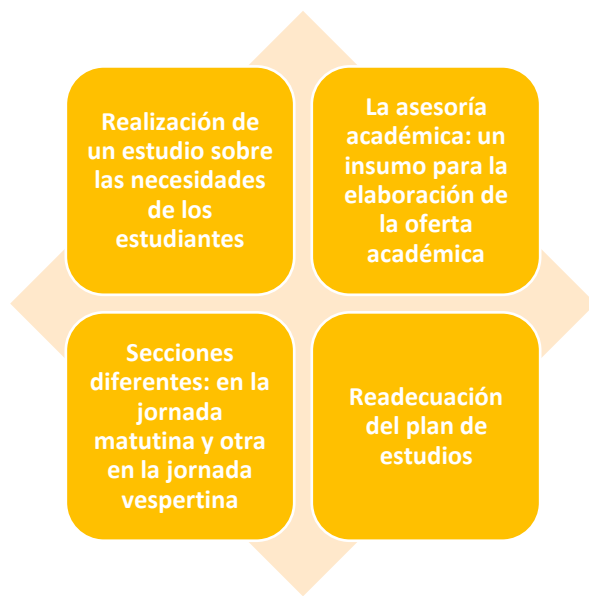 Realización de
un estudio sobre
las necesidades
de los
estudiantes
La asesoría
académica: un
insumo para la
elaboración de
la oferta
académica
Secciones
diferentes: en la
jornada
matutina y otra
en la jornada
vespertina
Readecuación
del plan de
estudios